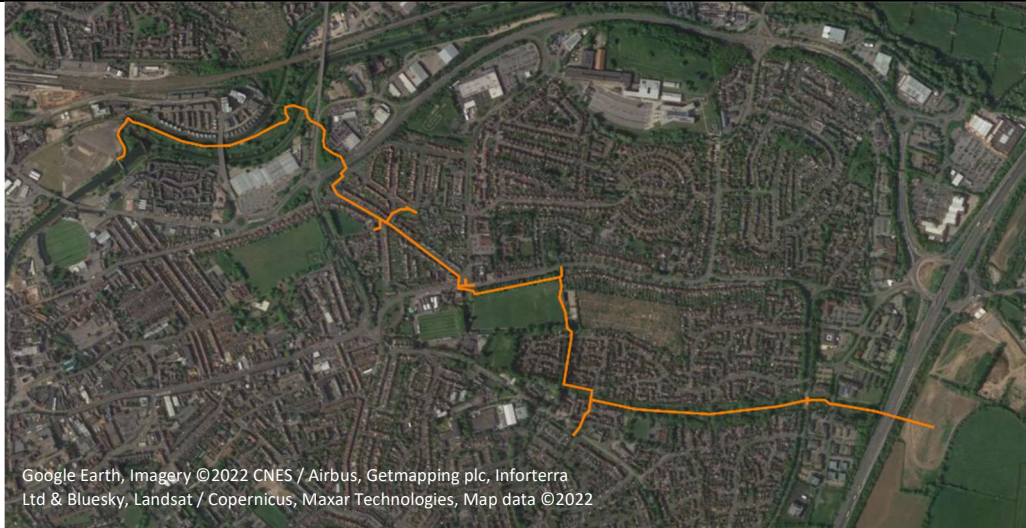 Google Earth, Imagery ©2022 CNES / Airbus, Getmapping plc, Inforterra
Ltd & Bluesky, Landsat / Copernicus, Maxar Technologies, Map data ©2022